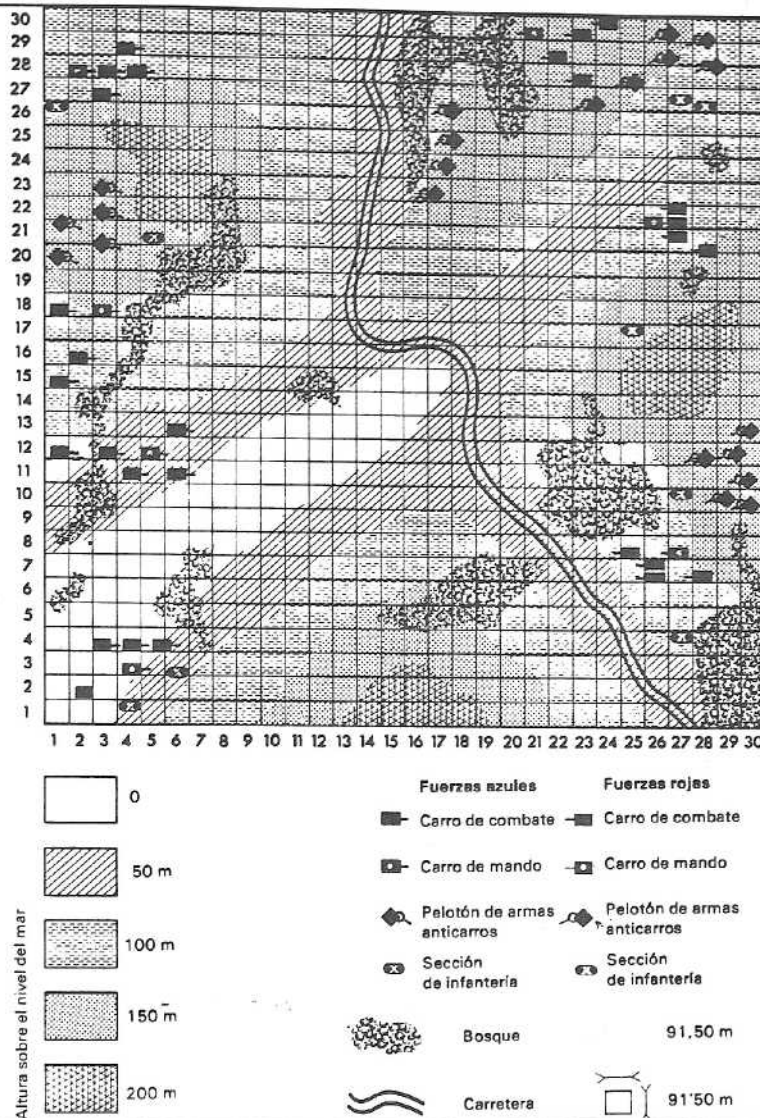 30
29
28
27
26
25
24
23
22
21
20
19
18
17
16
15
14
13
12
11
10
9
8
7
6
5
4
3
2
1
1 2 3 4 5 6 7 8 9 10 11 12 13 14 15 16 17 18 19 20 21 22 23 24 25 26 27 28 29 30
Altura sobre el nivel del mar
0
50 m
100 m
150 m
200 m
Fuerzas azules
Carro de combate
Carro de mando
Pelotón de armas
anticarros
Sección
de infantería
Bosque
Carretera
Fuerzas rojas
Carro de combate
Carro de mando
Pelotón de armas
anticarros
Sección
de infantería
91,50 m
91'50 m